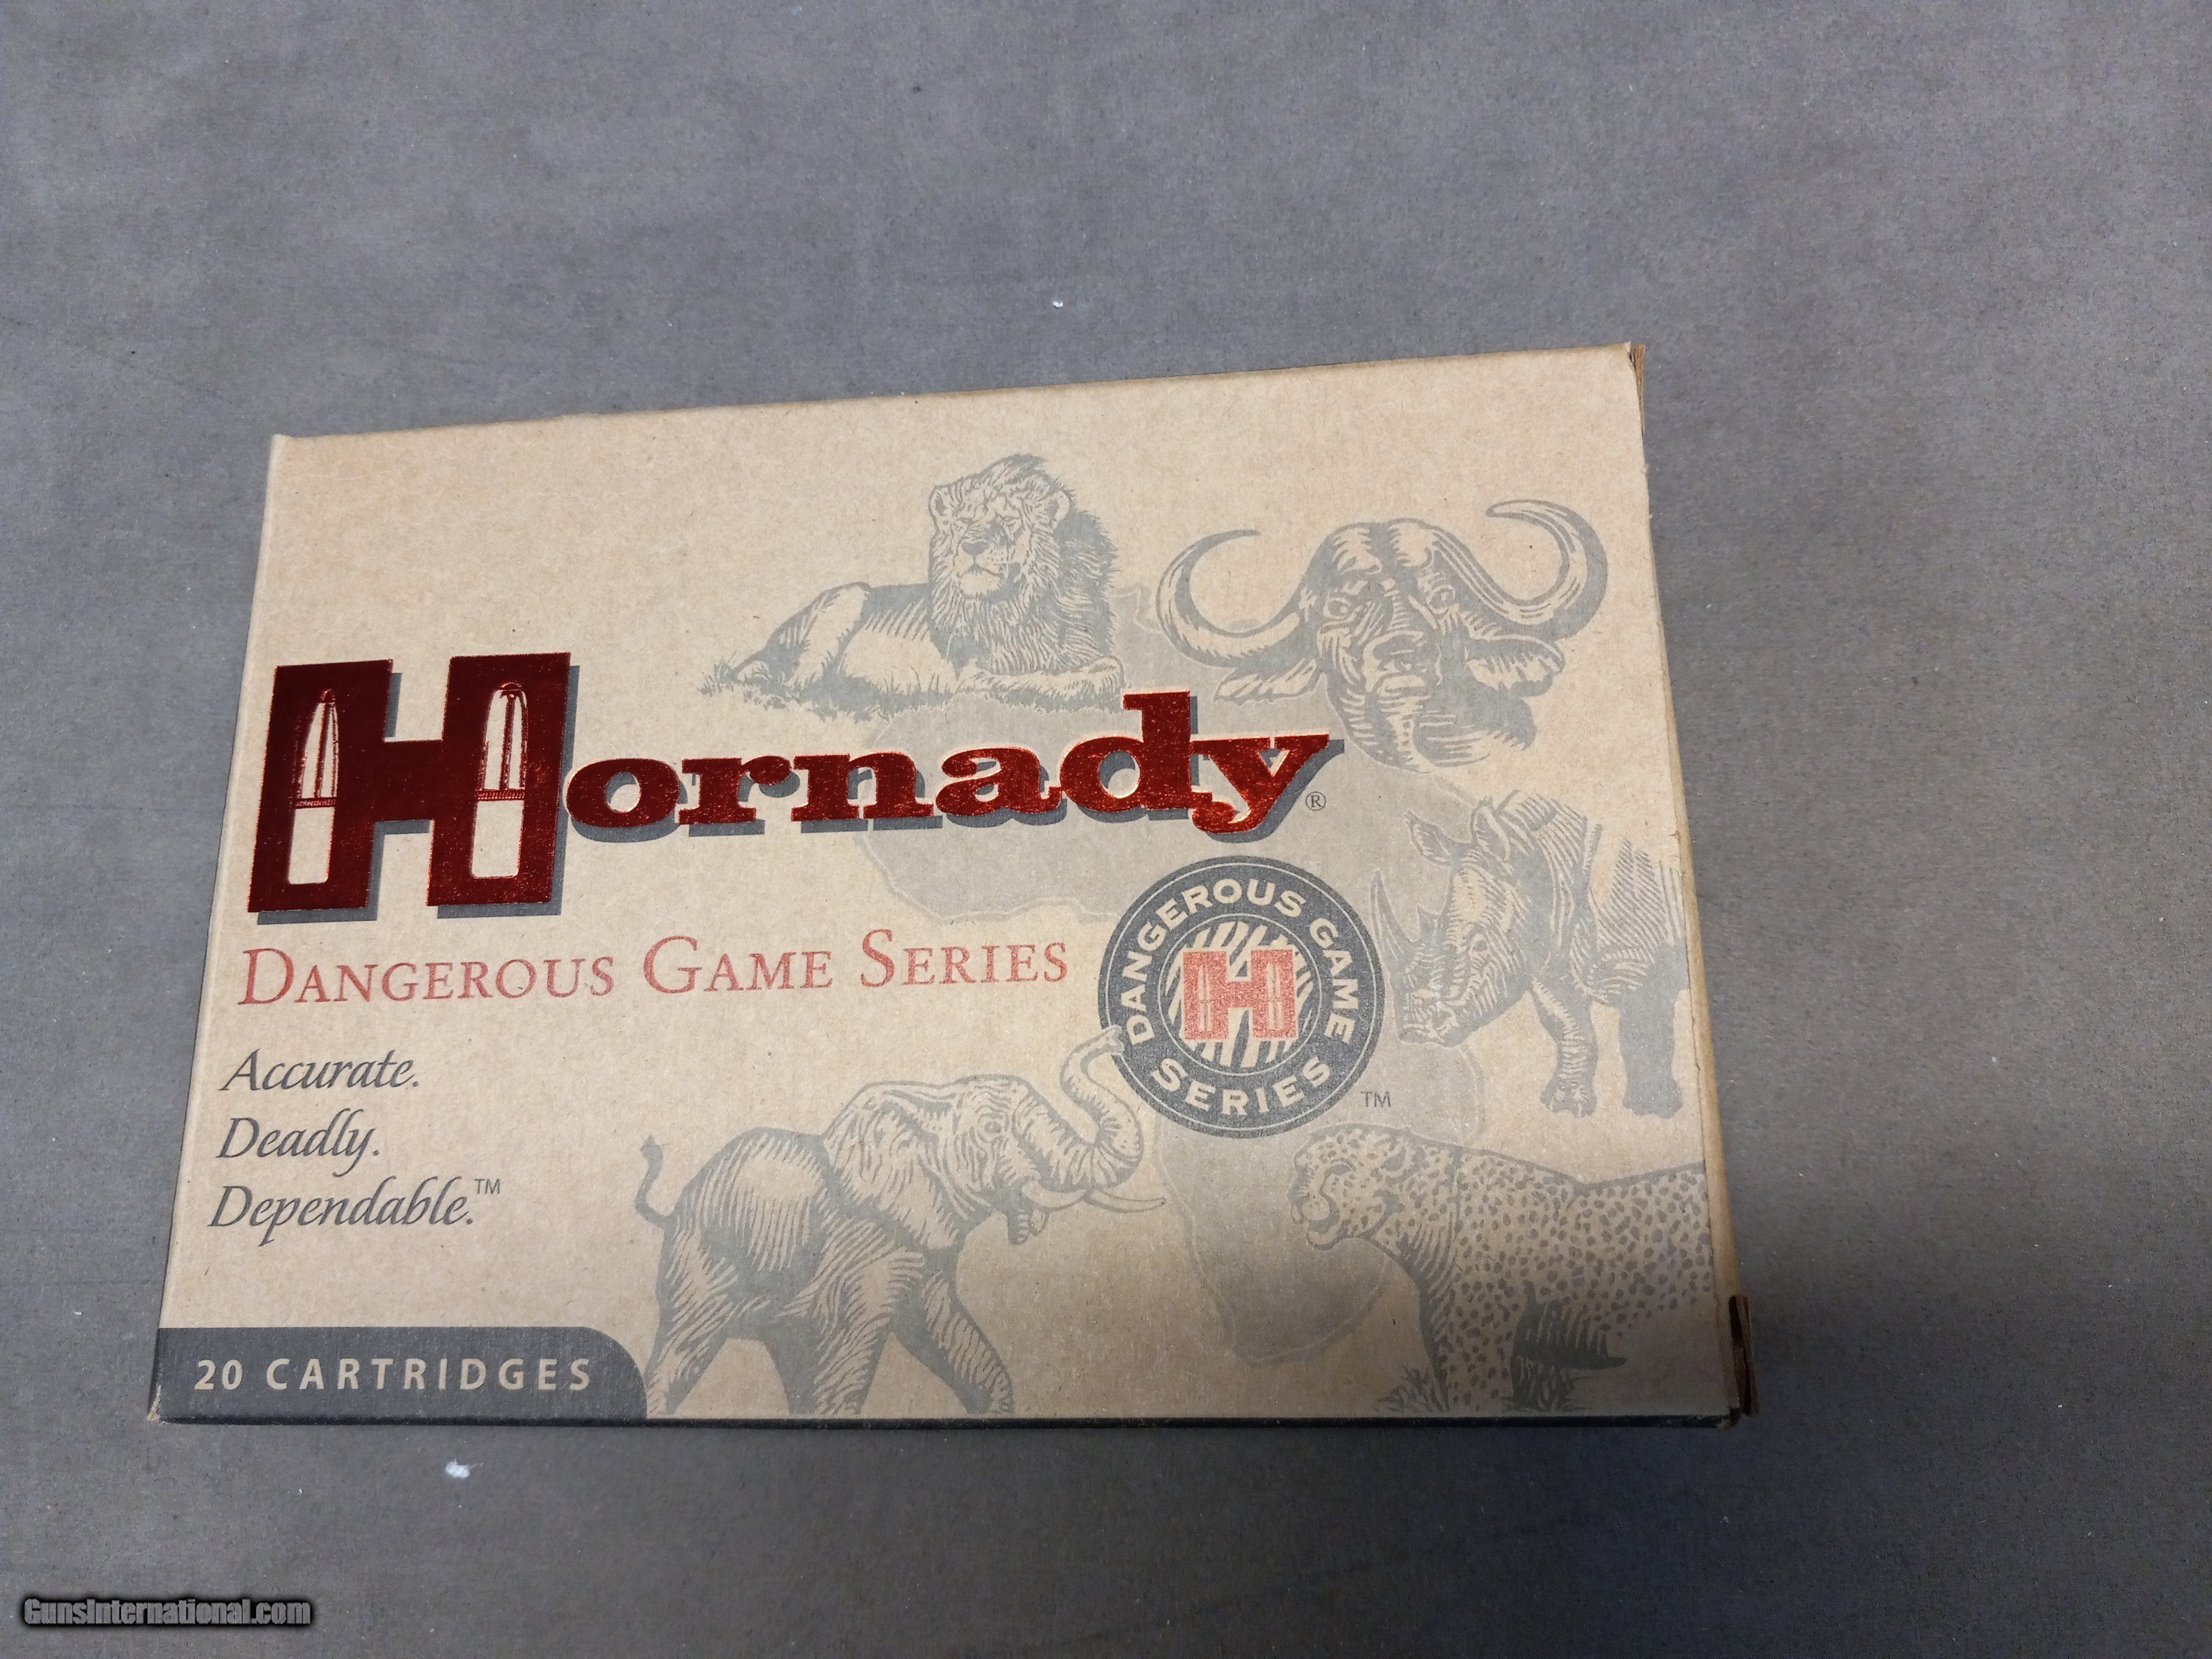 Hornady®
DANGEROUS GAME SERIES
DANGEROUS GAME
H
SERIES
TM
Accurate.
Deadly.
Dependable.™
20 CARTRIDGES
GunsInternational.com